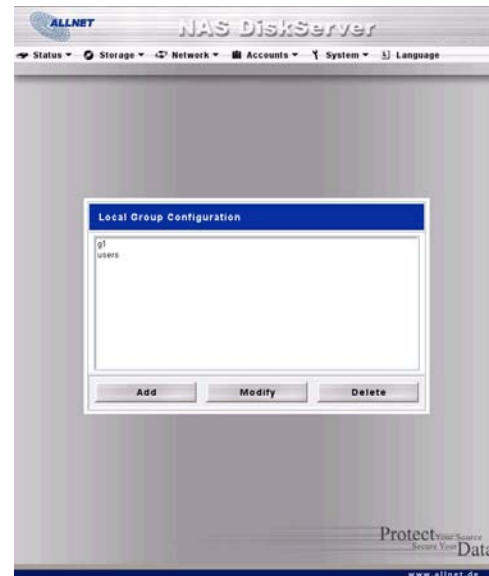 ALLNET
NAS DiskServer
Status Storage Network Accounts System Language
Local Group Configuration
g1
users
Add Modify Delete
Protect Your Source
Secure Your Data
www.allnet.de